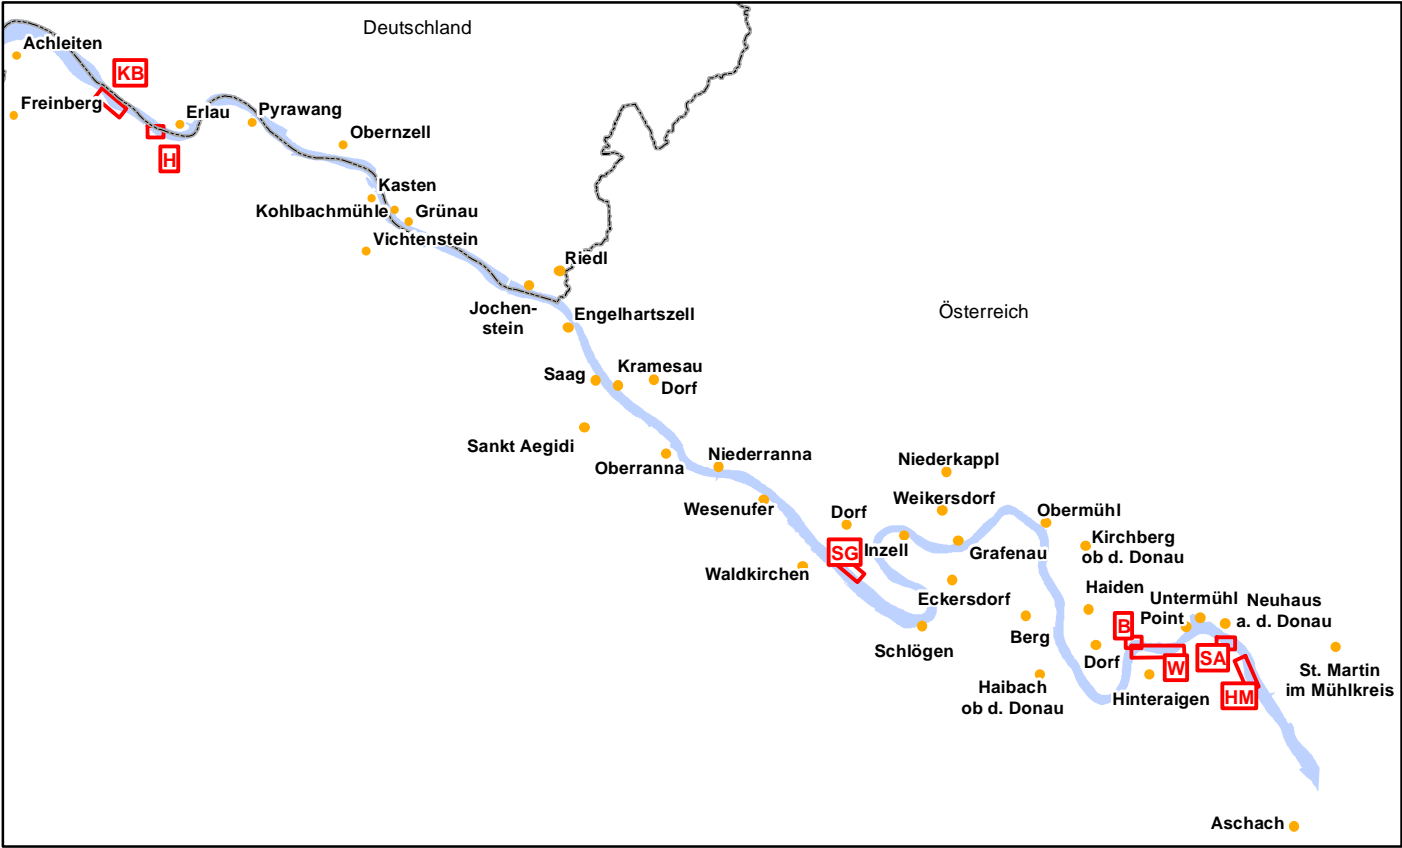 Deutschland
Achleiten
KB
Freinberg
Erlau
Pyrawang
Obernzell
H
Kasten
Kohlbachmühle
Grünau
Vichtenstein
Riedl
Jochen-
stein
Engelhartszell
Österreich
Saag
Kramesau
Dorf
Sankt Aegidi
Oberranna
Niederranna
Niederkappl
Wesenufer
Weikersdorf
Dorf
Obermühl
SG
Inzell
Grafenau
Kirchberg
ob d. Donau
Waldkirchen
Eckersdorf
Haiden
Untermühl
Neuhaus
a. d. Donau
Point
B
Berg
Schlögen
Dorf
W
SA
St. Martin
im Mühlkreis
Haibach
ob d. Donau
Hinteraigen
HM
Aschach